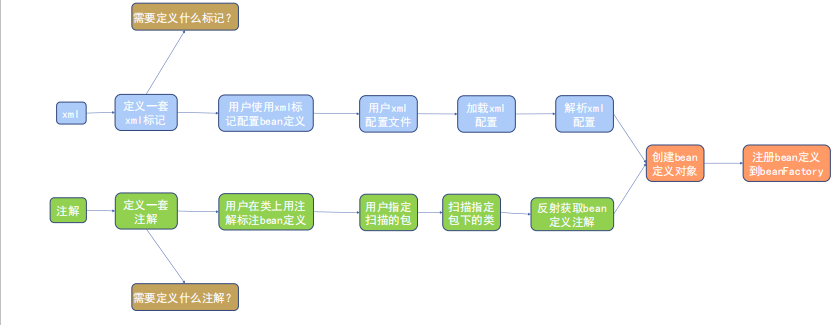 需要定义什么标记?
xml
定义一套
xml标记
用户使用xml标
记配置bean定义
用户xml
配置文件
加载xml
配置
解析xml
配置
创建bean
定义对象
注册bean定义
到beanFactory
注解
定义一套
注解
用户在类上用注
解标注bean定义
用户指定
扫描的包
扫描指定
包下的类
反射获取bean
定义注解
需要定义什么注解?